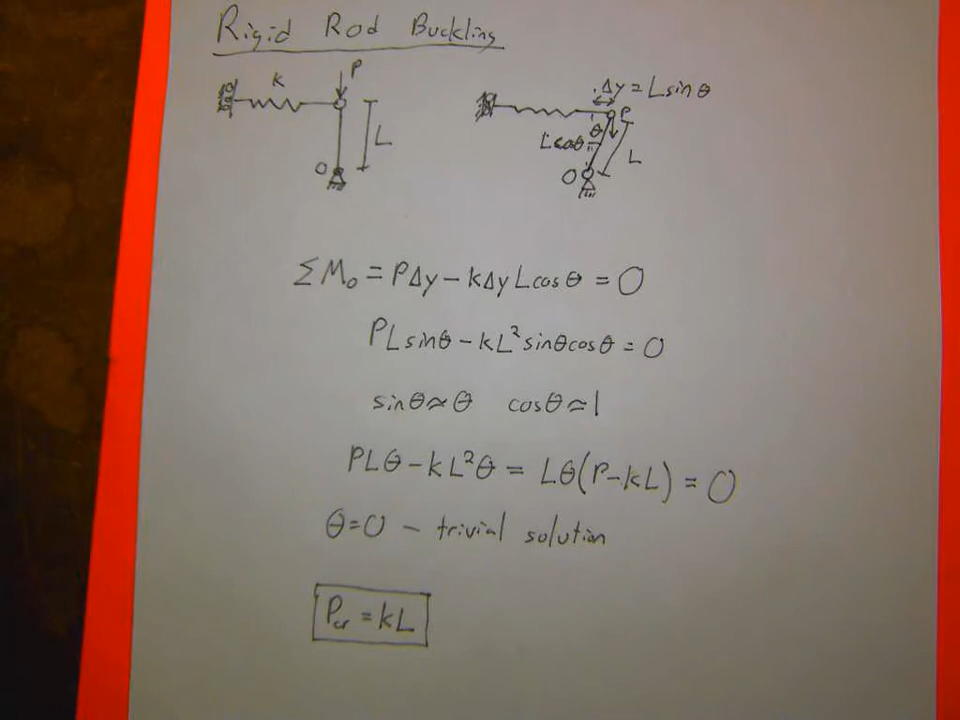 Rigid Rod Buckling
k P L O
Δy = L sin θ
P θ L cos θ L O
ΣM₀ = PΔy - kΔy L cos θ = 0
PL sin θ - kL² sin θ cos θ = 0
sin θ ≈ θ cos θ ≈ 1
PLθ - kL²θ = Lθ(P-kL) = 0
θ=0 - trivial solution
Pcr = kL